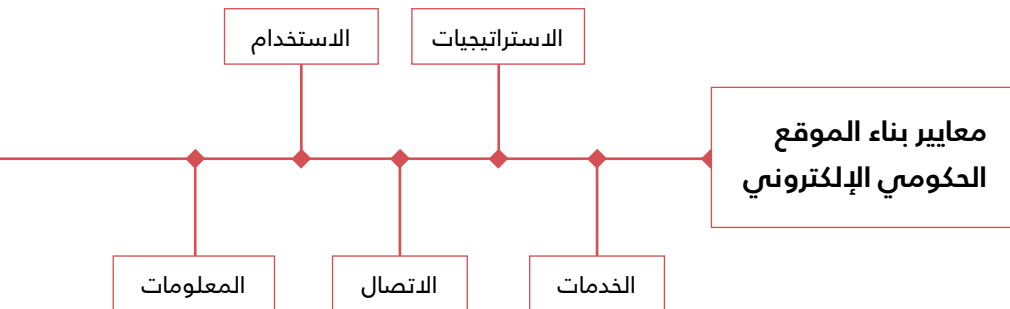 معايير بناء الموقع
الحكومي الإلكتروني
الاستراتيجيات
الاستخدام
الخدمات
الاتصال
المعلومات